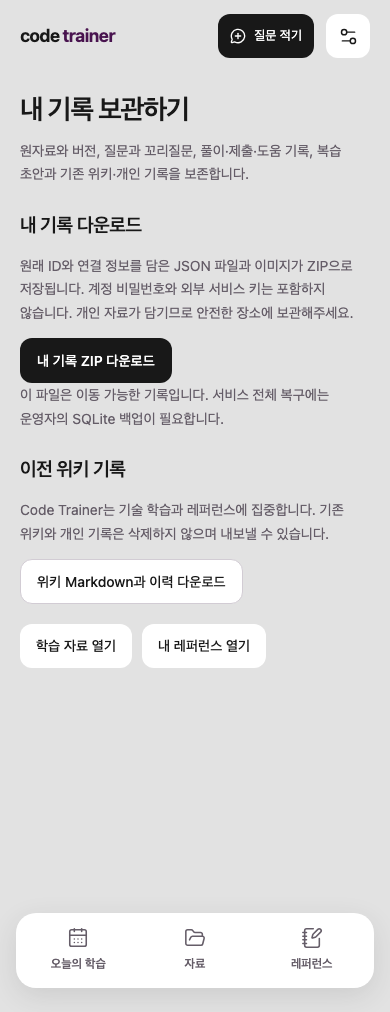 code trainer
질문 적기
내 기록 보관하기
원자료와 버전, 질문과 꼬리질문, 풀이·제출·도움 기록, 복습
초안과 기존 위키·개인 기록을 보존합니다.
내 기록 다운로드
원래 ID와 연결 정보를 담은 JSON 파일과 이미지가 ZIP으로
저장됩니다. 계정 비밀번호와 외부 서비스 키는 포함하지
않습니다. 개인 자료가 담기므로 안전한 장소에 보관해주세요.
내 기록 ZIP 다운로드
이 파일은 이동 가능한 기록입니다. 서비스 전체 복구에는
운영자의 SQLite 백업이 필요합니다.
이전 위키 기록
Code Trainer는 기술 학습과 레퍼런스에 집중합니다. 기존
위키와 개인 기록은 삭제하지 않으며 내보낼 수 있습니다.
위키 Markdown과 이력 다운로드
학습 자료 열기
내 레퍼런스 열기
오늘의 학습
자료
레퍼런스